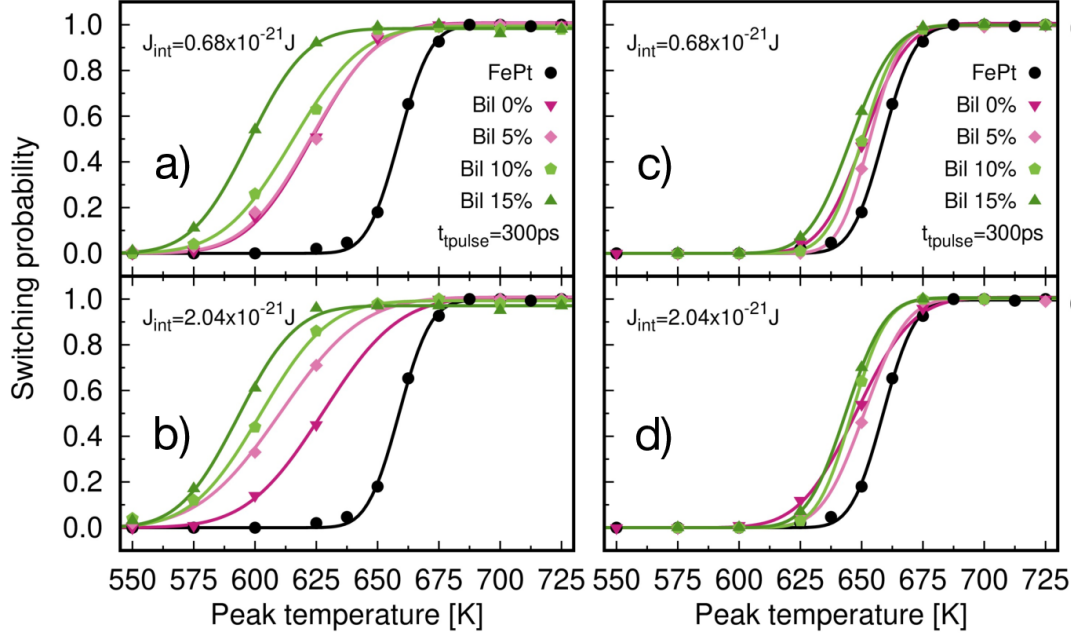 Switching probability
1.0
0.8
0.6
0.4
0.2
0.0
J_int=0.68x10^-21J
a)
FePt
Bil 0%
Bil 5%
Bil 10%
Bil 15%
t_tpulse=300ps
J_int=0.68x10^-21J
c)
FePt
Bil 0%
Bil 5%
Bil 10%
Bil 15%
t_tpulse=300ps
1.0
0.8
0.6
0.4
0.2
0.0
J_int=2.04x10^-21J
b)
J_int=2.04x10^-21J
d)
550 575 600 625 650 675 700 725
550 575 600 625 650 675 700 725
Peak temperature [K]
Peak temperature [K]